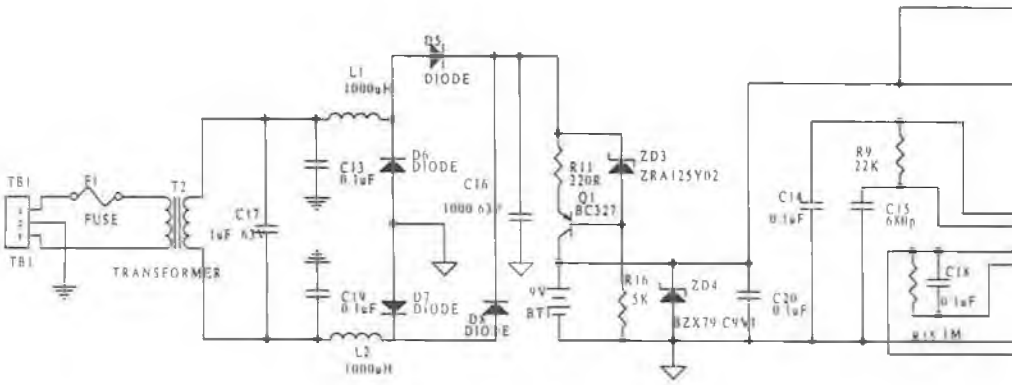 D5
DIODE
L1
1000uH
D6
DIODE
C13
0.1uF
TB1
F1
FUSE
T2
C17
1uF 63V
TRANSFORMER
TB1
C16
1000 63V
R11
220R
Q1
BC327
ZD3
ZRA125Y02
R9
22K
C14
0.1uF
C15
680p
C19
0.1uF
D7
DIODE
D8
DIODE
L2
1000uH
9V
BT1
R16
5K
ZD4
BZX79 C9V1
C20
0.1uF
C18
0.1uF
R15 1M